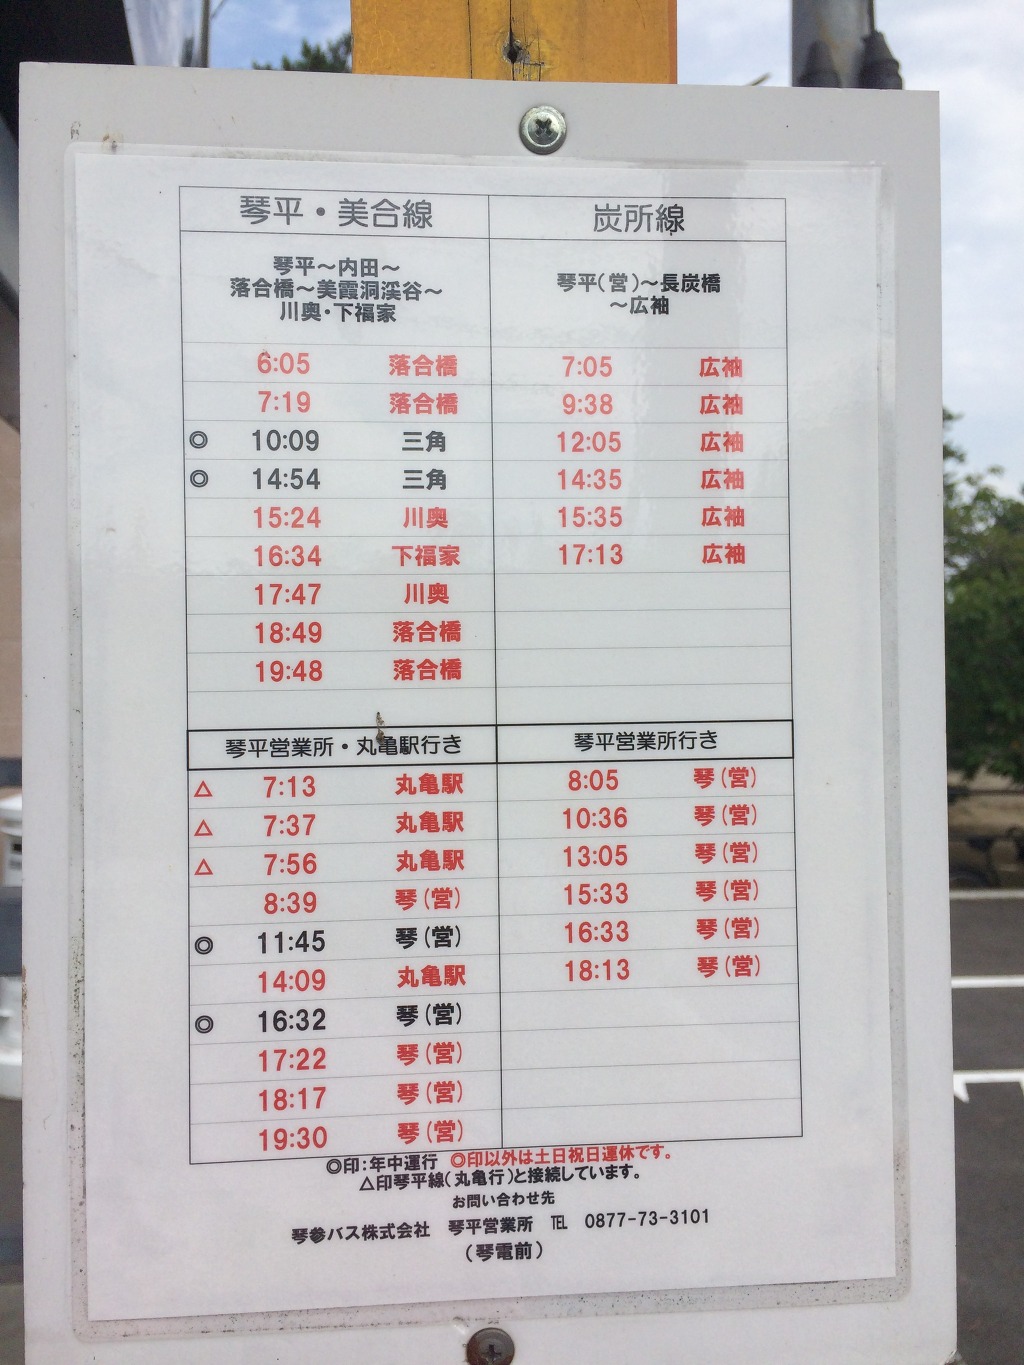 琴平・美合線 炭所線
琴平～内田～
落合橋～美霞洞渓谷～
川奥・下福家
琴平(営)～長炭橋
～広袖
6:05 落合橋 7:05 広袖
7:19 落合橋 9:38 広袖
◎ 10:09 三角 12:05 広袖
◎ 14:54 三角 14:35 広袖
15:24 川奥 15:35 広袖
16:34 下福家 17:13 広袖
17:47 川奥
18:49 落合橋
19:48 落合橋
琴平営業所・丸亀駅行き 琴平営業所行き
△ 7:13 丸亀駅 8:05 琴(営)
△ 7:37 丸亀駅 10:36 琴(営)
△ 7:56 丸亀駅 13:05 琴(営)
8:39 琴(営) 15:33 琴(営)
◎ 11:45 琴(営) 16:33 琴(営)
14:09 丸亀駅 18:13 琴(営)
◎ 16:32 琴(営)
17:22 琴(営)
18:17 琴(営)
19:30 琴(営)
◎印：年中運行 ◎印以外は土日祝日運休です。
△印琴平線(丸亀行)と接続しています。
お問い合わせ先
琴参バス株式会社 琴平営業所 ℡ 0877-73-3101
(琴電前)